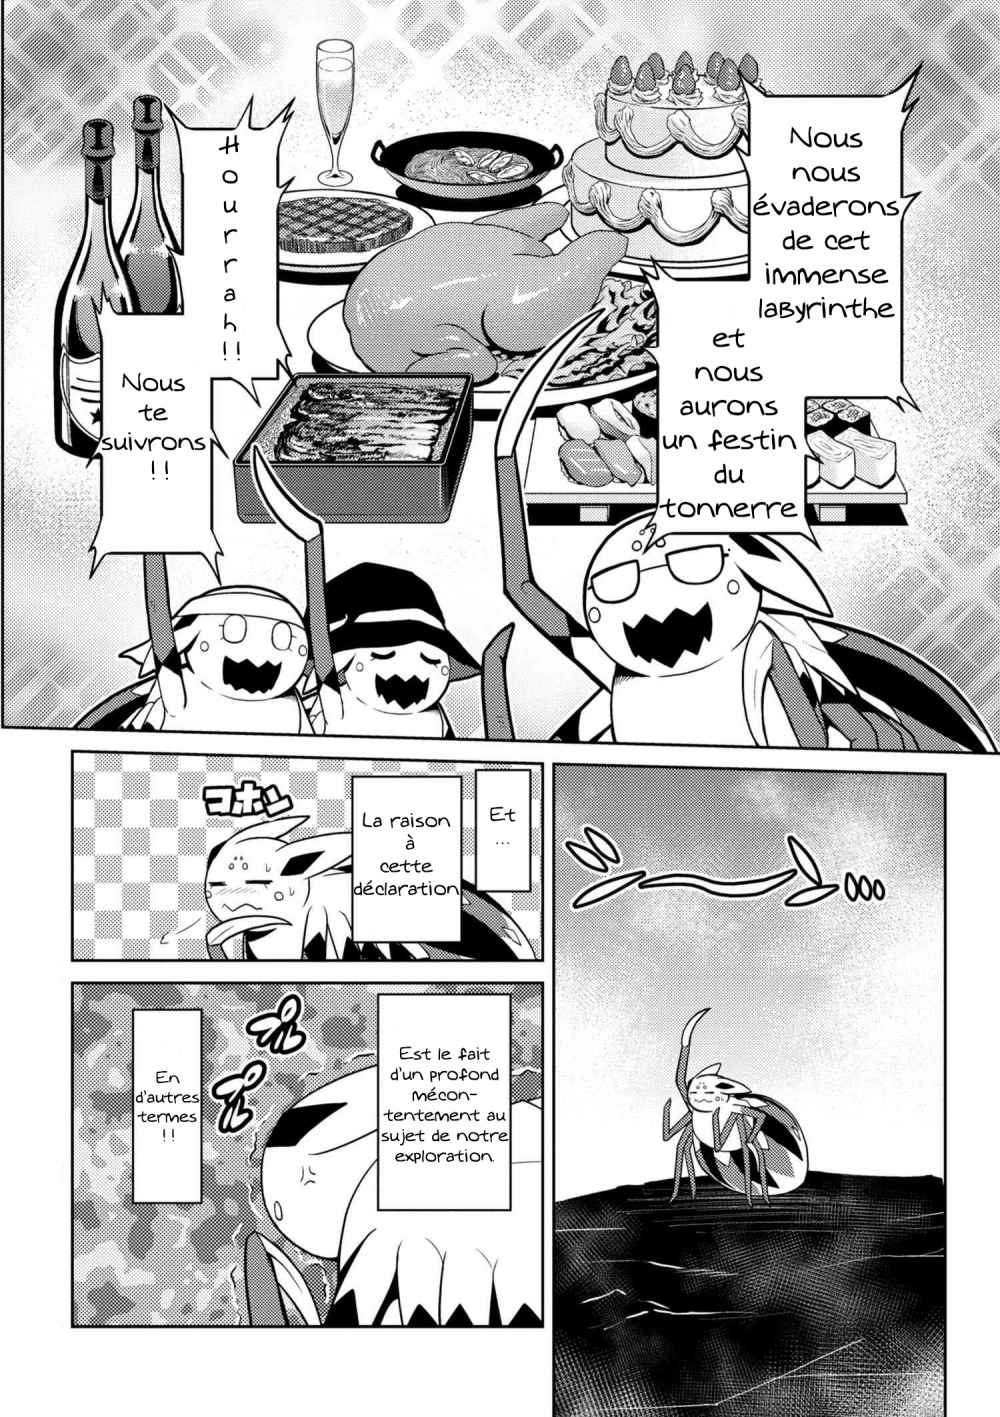 Nous
nous
évaderons
de cet
immense
labyrinthe
et
nous
aurons
un festin
du
tonnerre
Hourrah!!
Nous
te
suivrons
!!
Et
...
La raison
à
cette
déclaration
コホン
Est le fait
d'un profond
mécon-
tentement au
sujet de notre
exploration.
En
d'autres
termes
!!